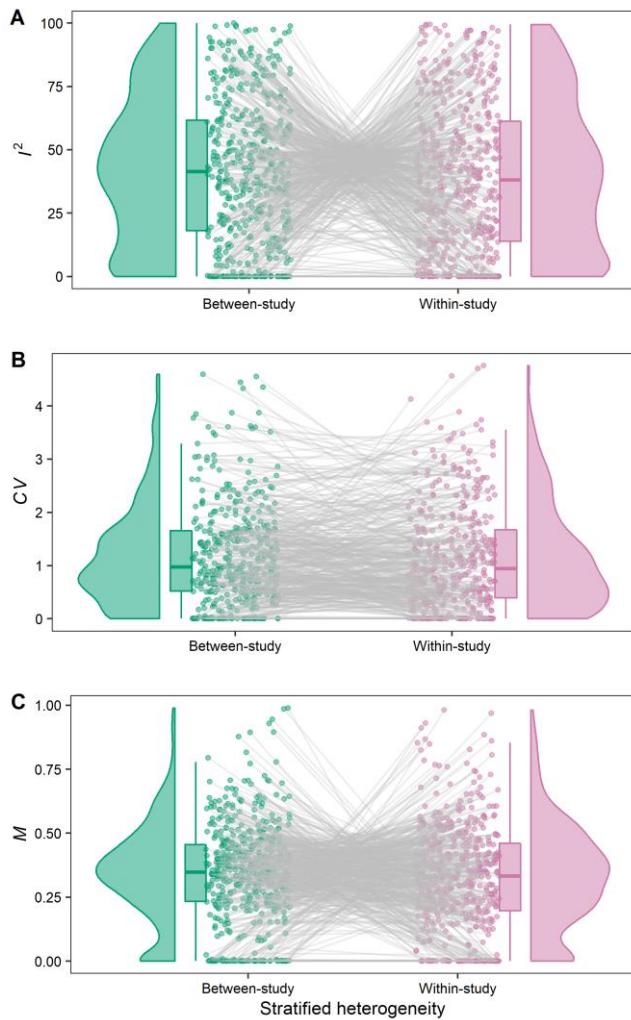 A
100
75
50
25
0
I²
Between-study
Within-study
B
4
3
2
1
0
CV
Between-study
Within-study
C
1.00
0.75
0.50
0.25
0.00
M
Between-study
Within-study
Stratified heterogeneity